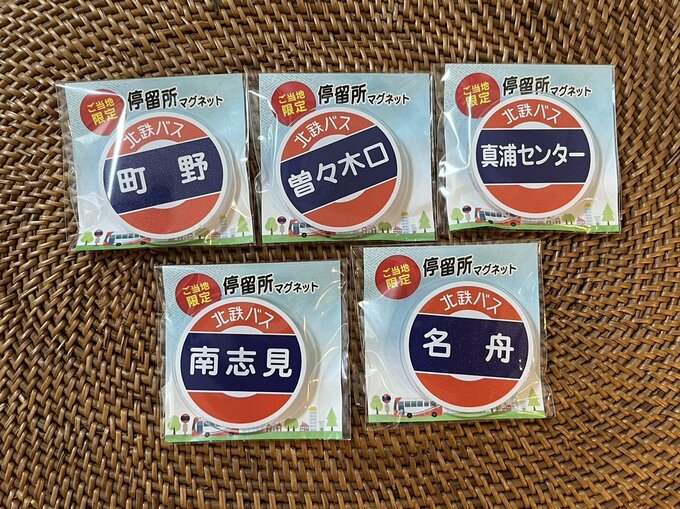 ご当地
限定
停留所マグネット
北鉄バス
町野
ご当地
限定
停留所マグネット
北鉄バス
曽々木口
ご当地
限定
停留所マグネット
北鉄バス
真浦センター
ご当地
限定
停留所マグネット
北鉄バス
南志見
ご当地
限定
停留所マグネット
北鉄バス
名舟